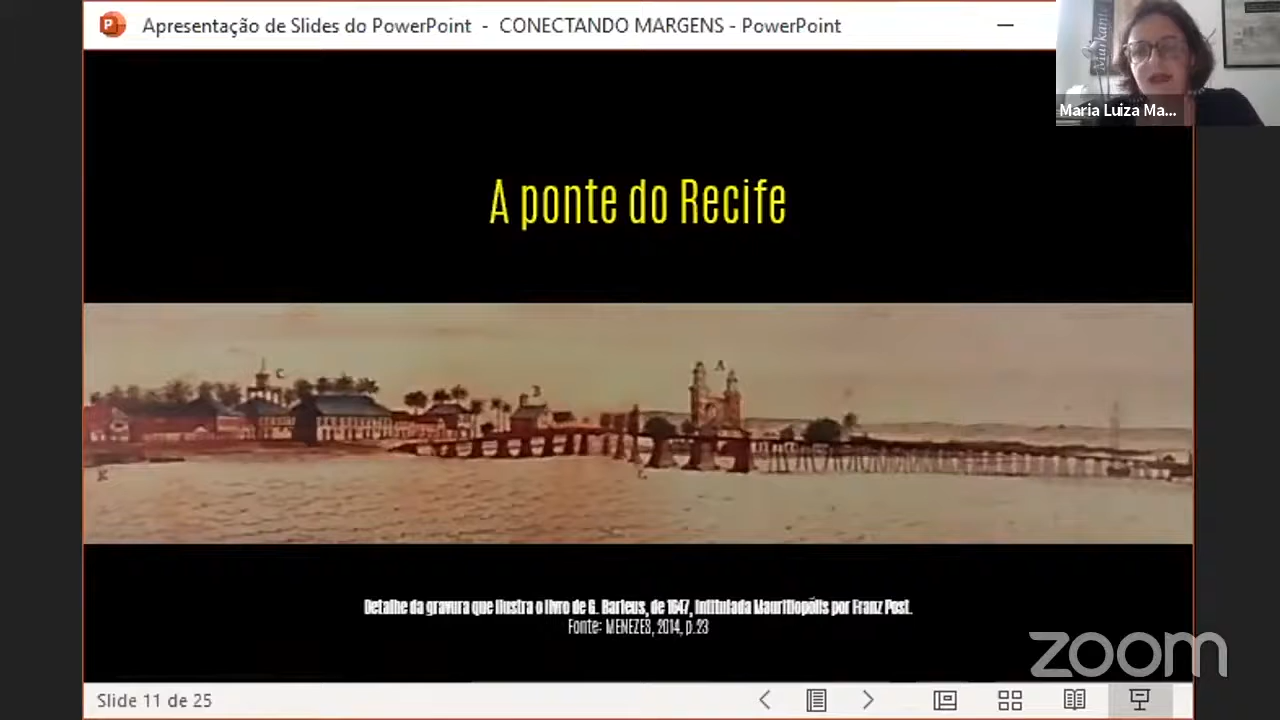 Apresentação de Slides do PowerPoint - CONECTANDO MARGENS - PowerPoint
Maria Luiza Ma...
A ponte do Recife
C
B
A
Detalhe da gravura que ilustra o livro de G. Barleus, de 1647, intitulada Mauritiopólis por Franz Post.
Fonte: MENEZES, 2014, p.23
zoom
Slide 11 de 25